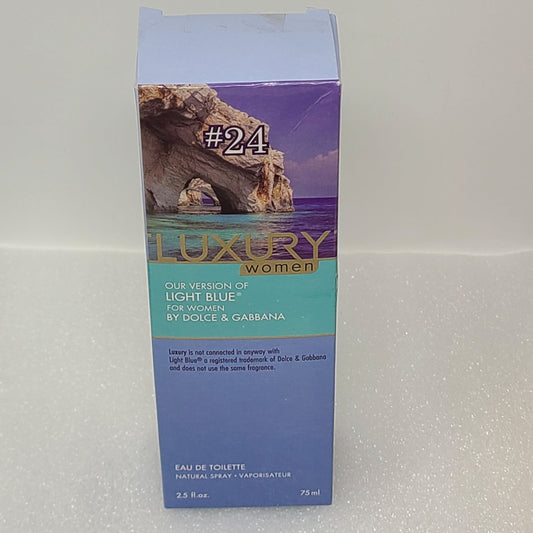 #24
LUXURY
women
OUR VERSION OF
LIGHT BLUE®
FOR WOMEN
BY DOLCE & GABBANA
Luxury is not connected in anyway with
Light Blue® a registered trademark of Dolce & Gabbana
and does not use the same fragrance.
EAU DE TOILETTE
NATURAL SPRAY • VAPORISATEUR
2.5 fl.oz. 75ml